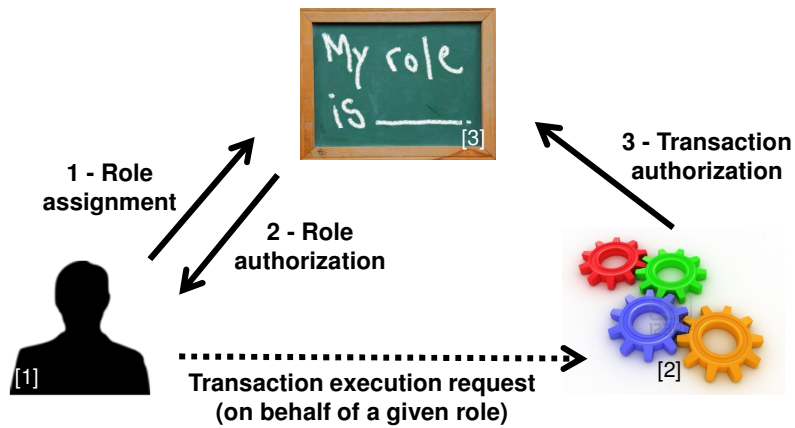 My role
is ______.
[3]
1 - Role
assignment
2 - Role
authorization
3 - Transaction
authorization
[1]
[2]
Transaction execution request
(on behalf of a given role)